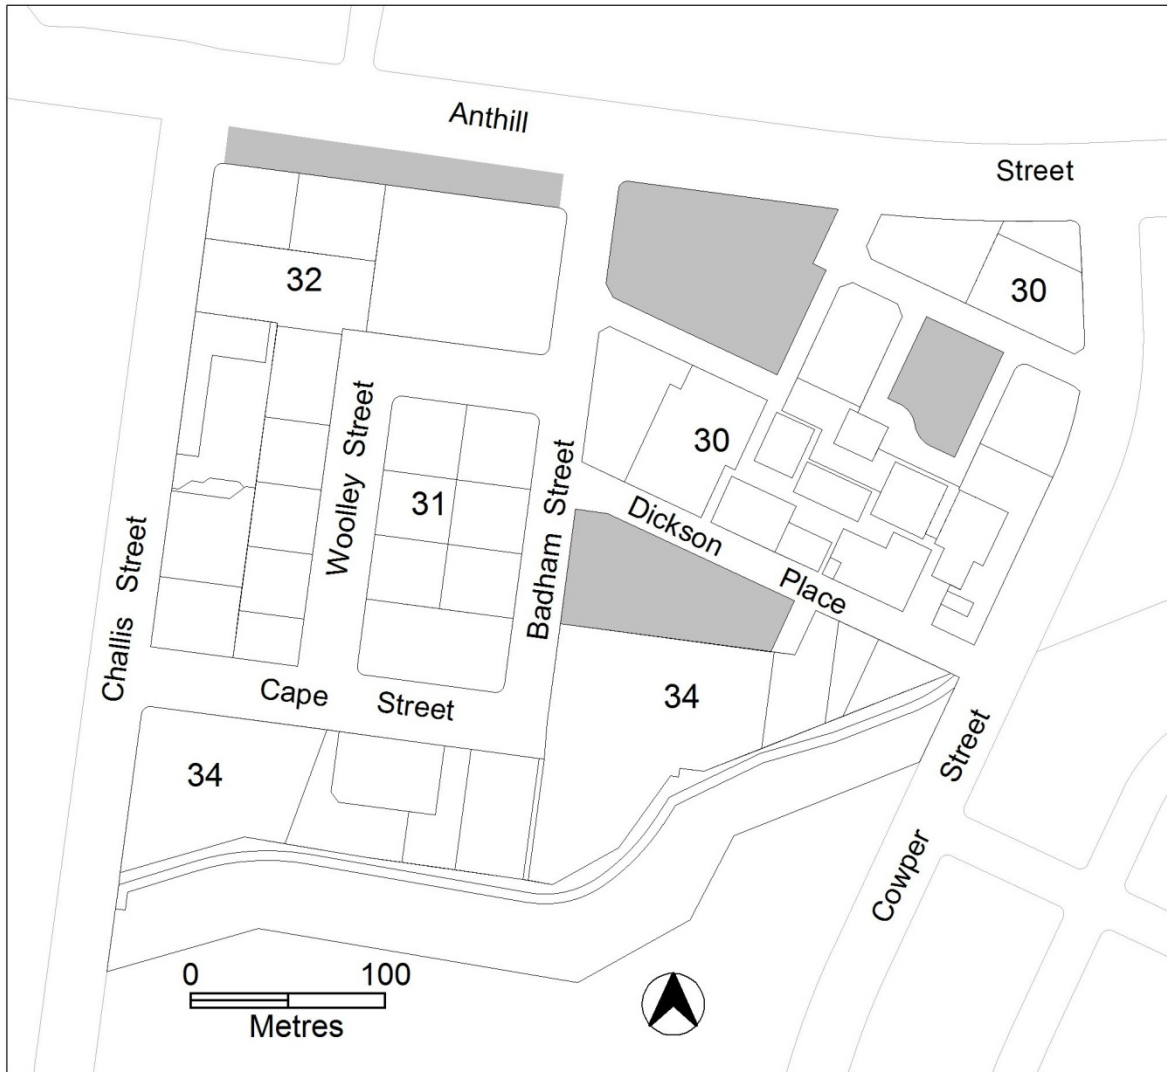 Anthill
Street
32
30
Woolley Street
31
30
Badham Street
Dickson
Place
Challis Street
Cape
Street
34
34
Cowper Street
0 100
Metres